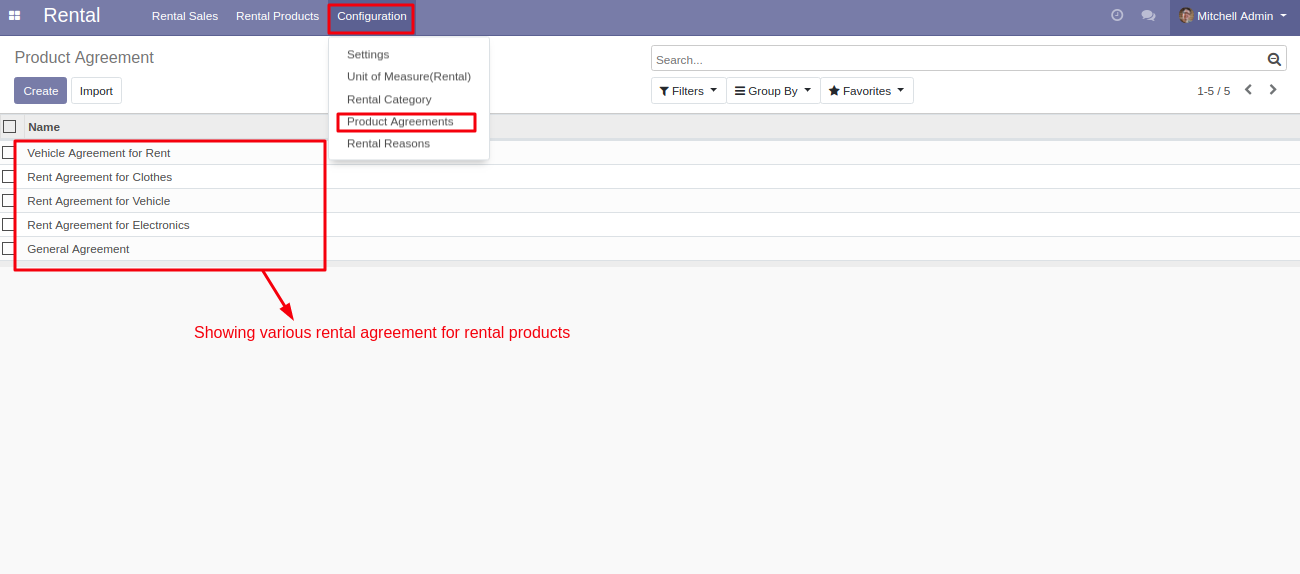 Rental Rental Sales Rental Products Configuration Mitchell Admin
Product Agreement
Search...
Create Import
Filters Group By Favorites 1-5 / 5
Settings
Unit of Measure(Rental)
Rental Category
Product Agreements
Rental Reasons
Name
Vehicle Agreement for Rent
Rent Agreement for Clothes
Rent Agreement for Vehicle
Rent Agreement for Electronics
General Agreement
Showing various rental agreement for rental products